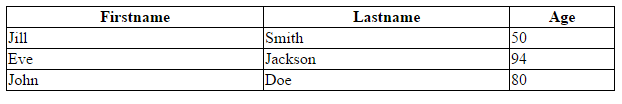 Firstname Lastname Age
Jill Smith 50
Eve Jackson 94
John Doe 80